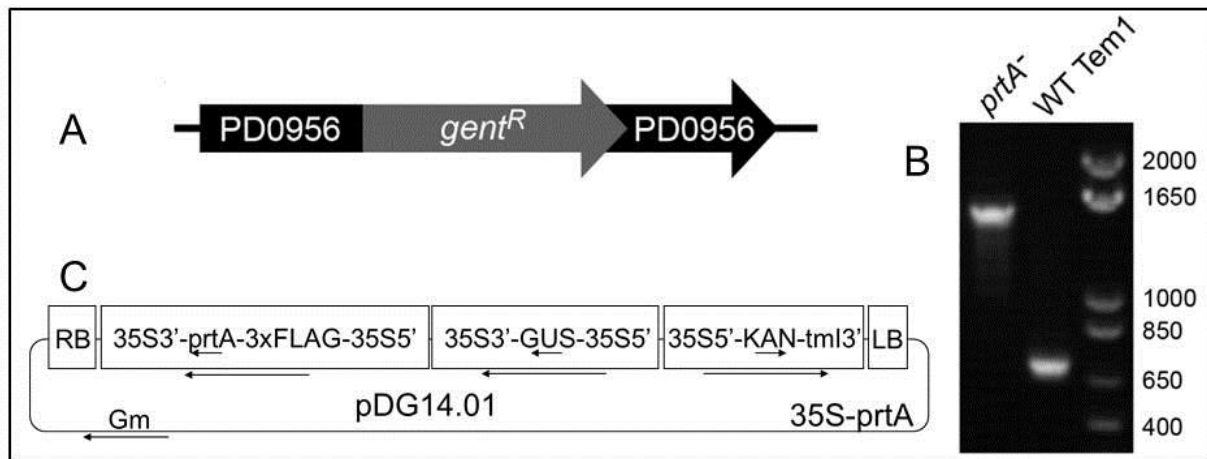 A
PD0956 gent^R PD0956
B
prtA⁻
WT Tem1
2000
1650
1000
850
650
400
C
RB 35S3'-prtA-3xFLAG-35S5' 35S3'-GUS-35S5' 35S5'-KAN-tml3' LB
Gm
pDG14.01
35S-prtA